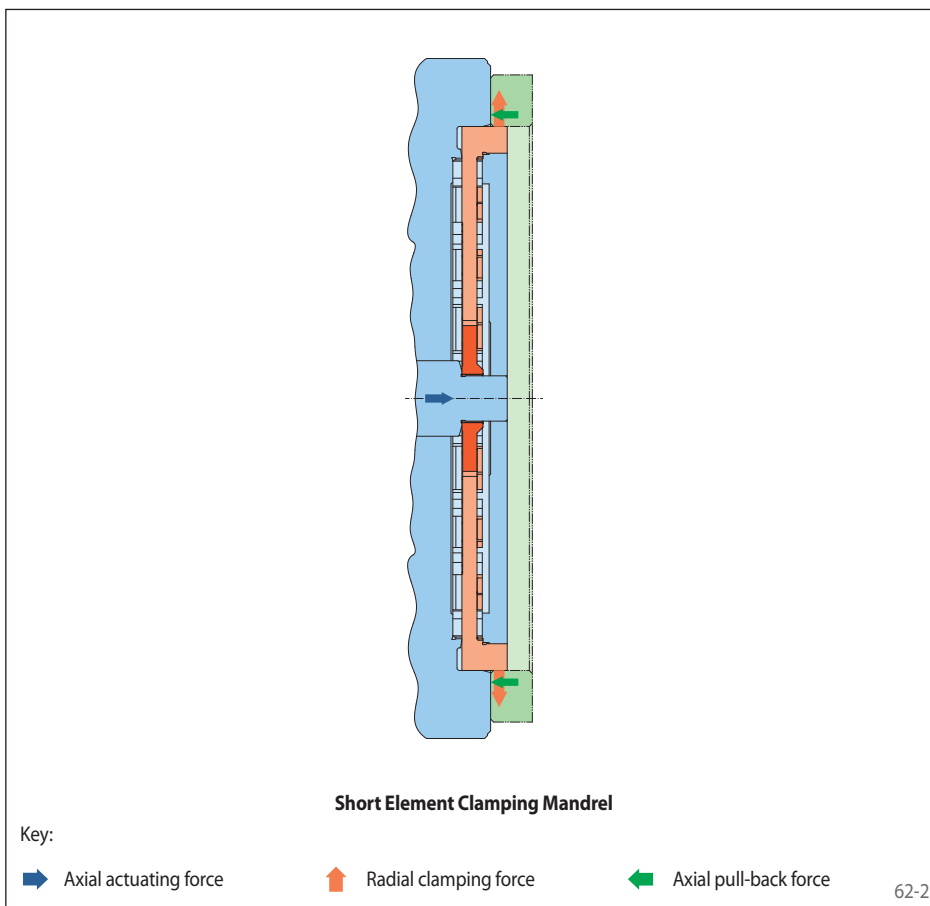 Short Element Clamping Mandrel
Key:
Axial actuating force
Radial clamping force
Axial pull-back force
62-2